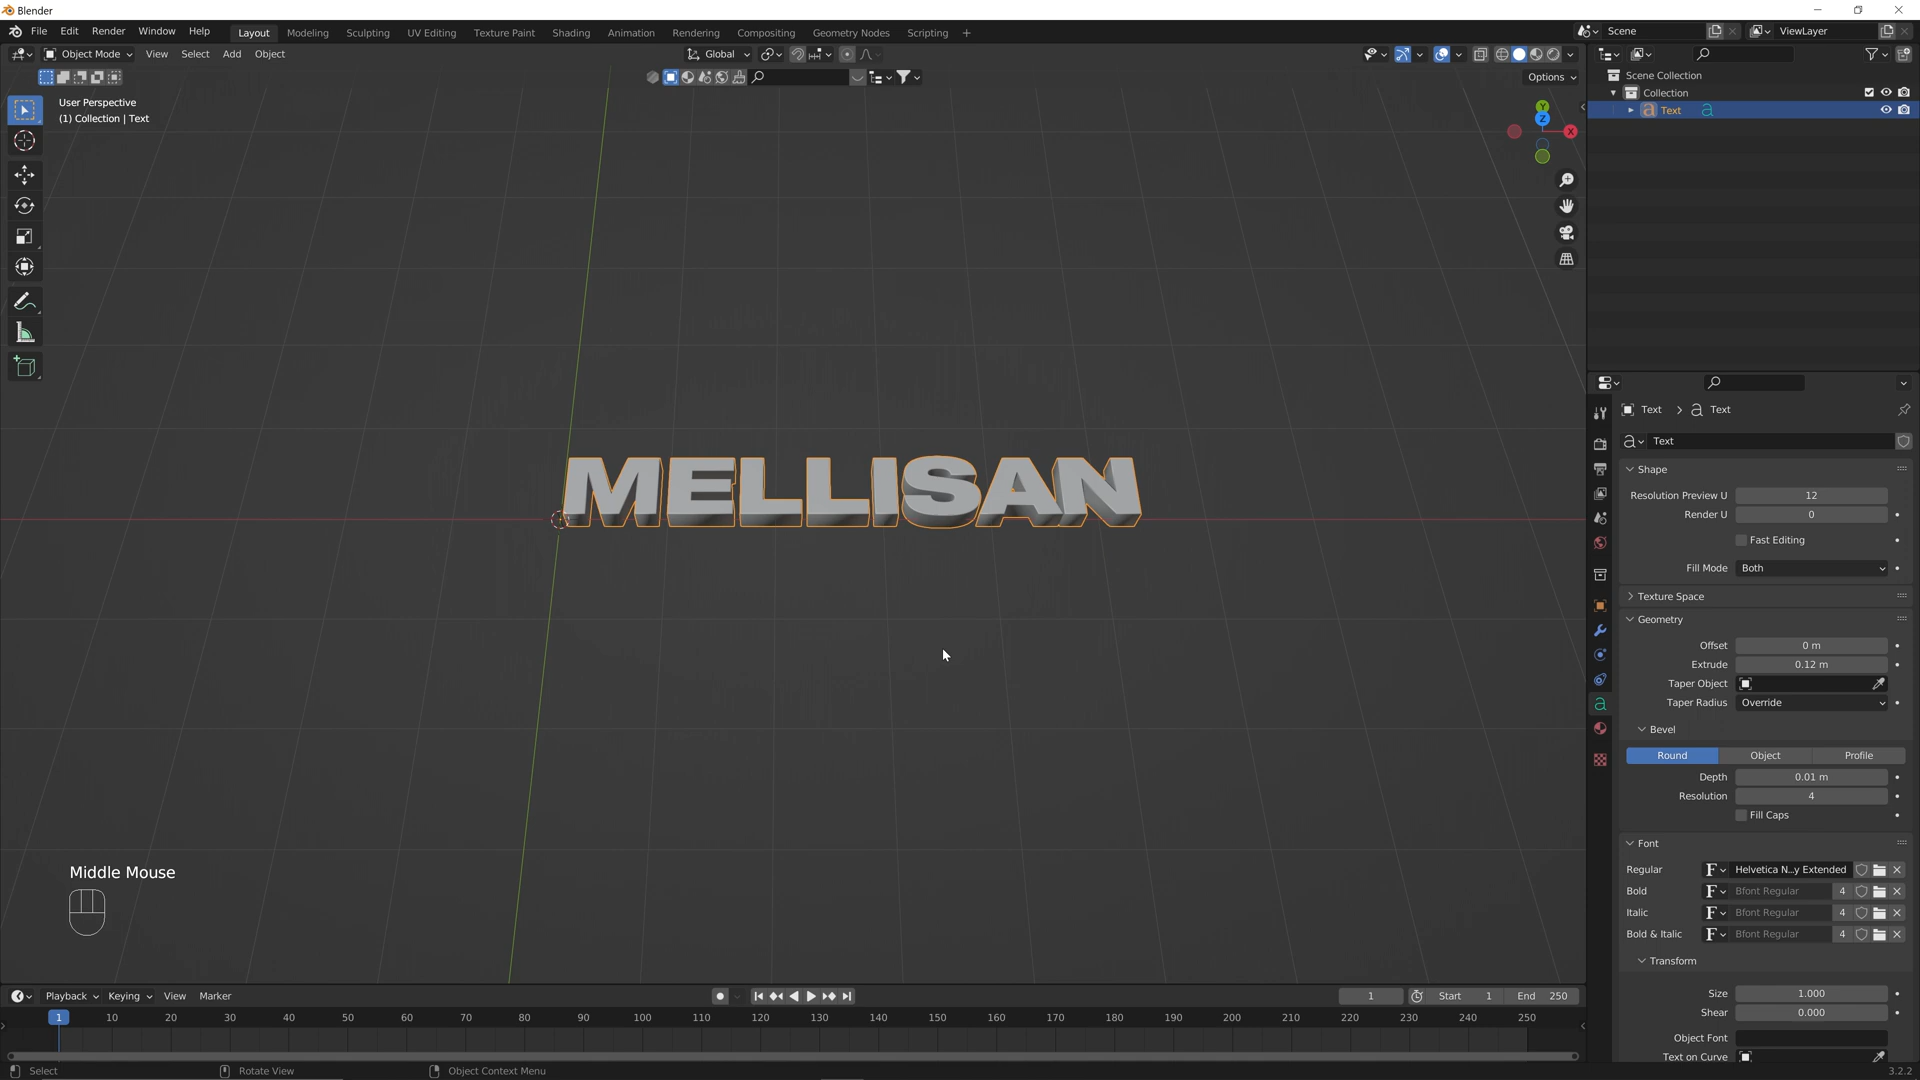 Blender
File Edit Render Window Help Layout Modeling Sculpting UV Editing Texture Paint Shading Animation Rendering Compositing Geometry Nodes Scripting + Scene ViewLayer
Object Mode View Select Add Object Global
Options
User Perspective
(1) Collection | Text
Y
Z
X
Scene Collection
Collection
Text
MELLISAN
Text > Text
Text
Shape
Resolution Preview U 12
Render U 0
Fast Editing
Fill Mode Both
Texture Space
Geometry
Offset 0 m
Extrude 0.12 m
Taper Object
Taper Radius Override
Bevel
Round Object Profile
Depth 0.01 m
Resolution 4
Fill Caps
Font
Regular F Helvetica N...y Extended
Bold F Bfont Regular 4
Italic F Bfont Regular 4
Bold & Italic F Bfont Regular 4
Transform
Size 1.000
Shear 0.000
Object Font
Text on Curve
Middle Mouse
Playback Keying View Marker 1 Start 1 End 250
1 10 20 30 40 50 60 70 80 90 100 110 120 130 140 150 160 170 180 190 200 210 220 230 240 250
Select Rotate View Object Context Menu 3.2.2